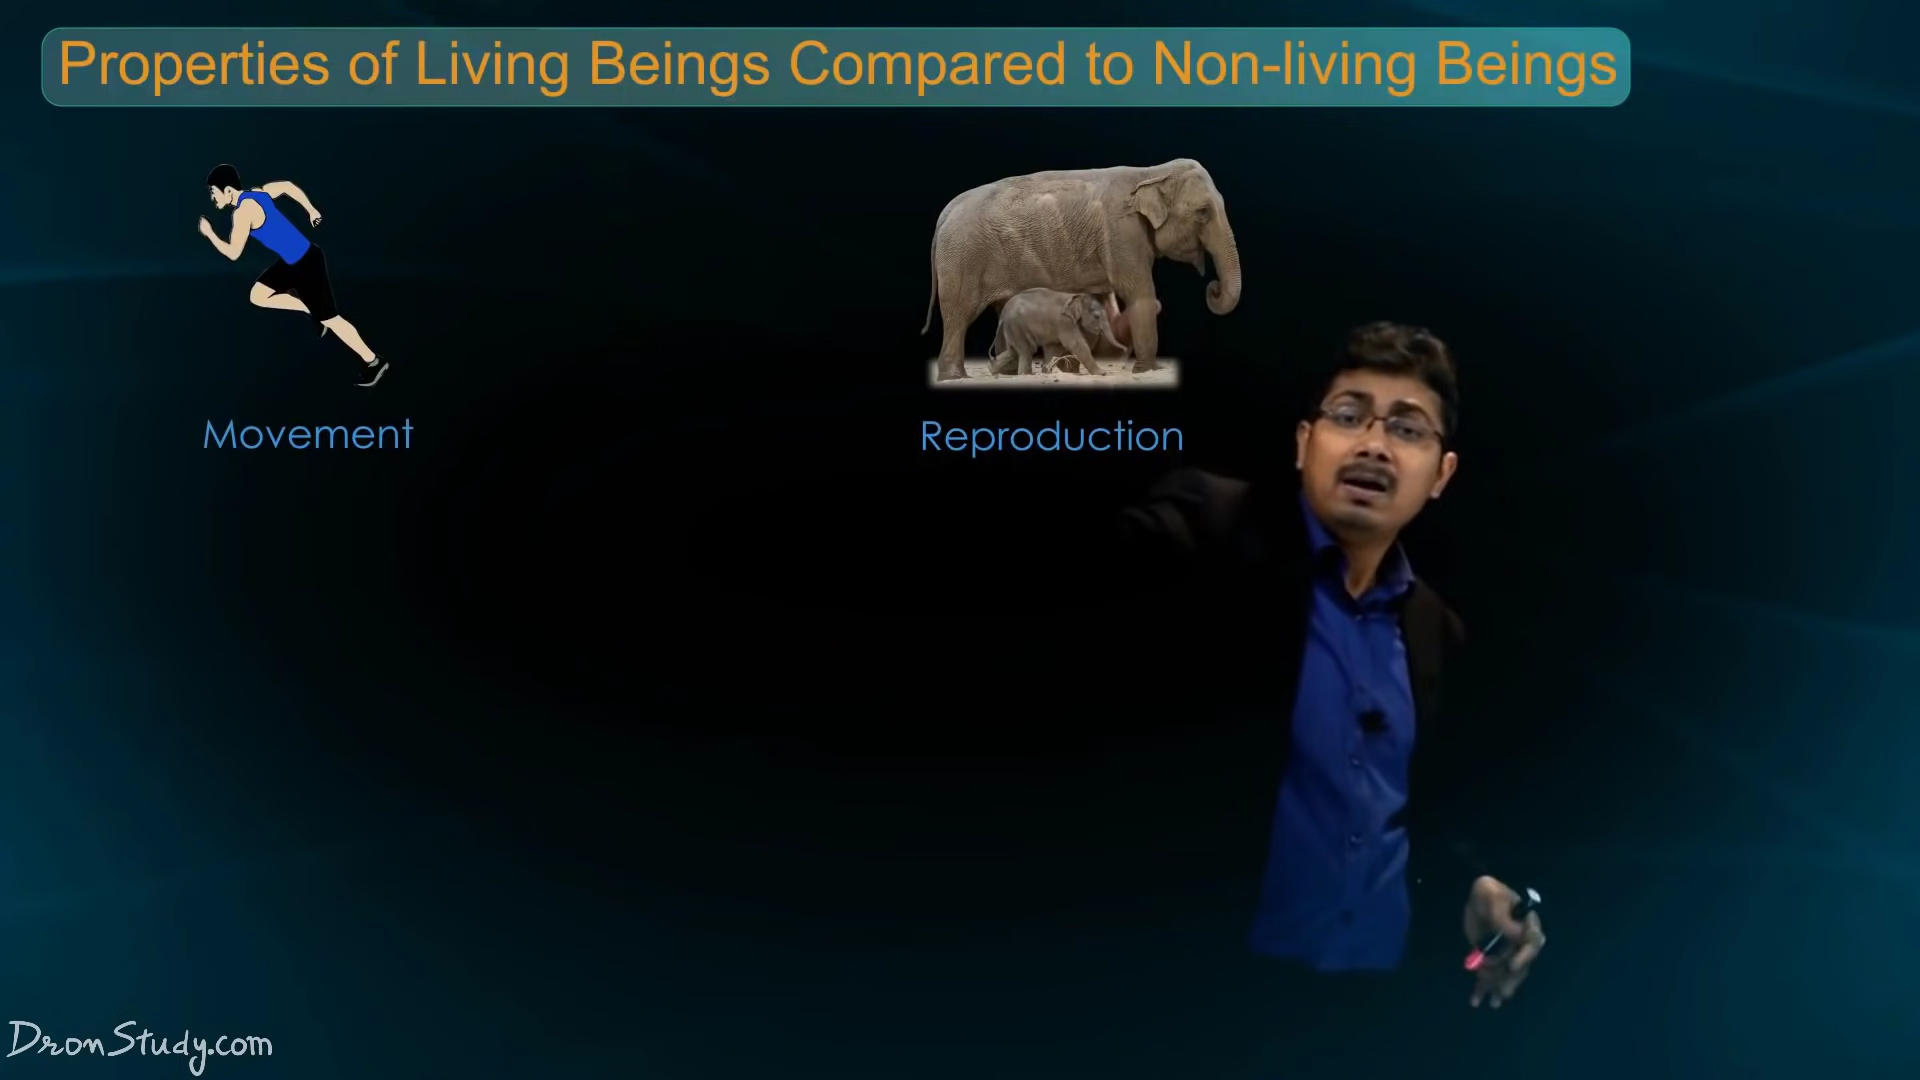 Properties of Living Beings Compared to Non-living Beings
Movement
Reproduction
DronStudy.com